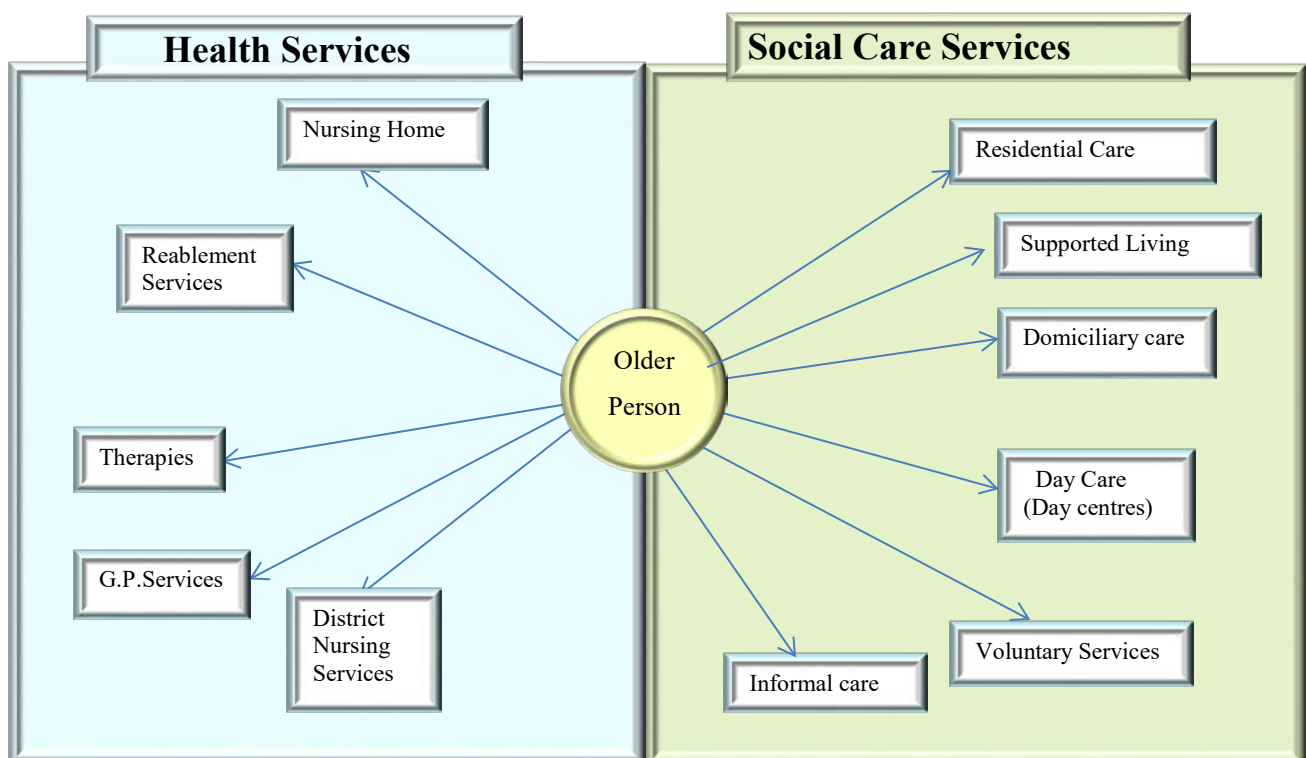 Health Services
Nursing Home
Reablement
Services
Therapies
G.P.Services
District
Nursing
Services
Older
Person
Social Care Services
Residential Care
Supported Living
Domiciliary care
Day Care
(Day centres)
Voluntary Services
Informal care